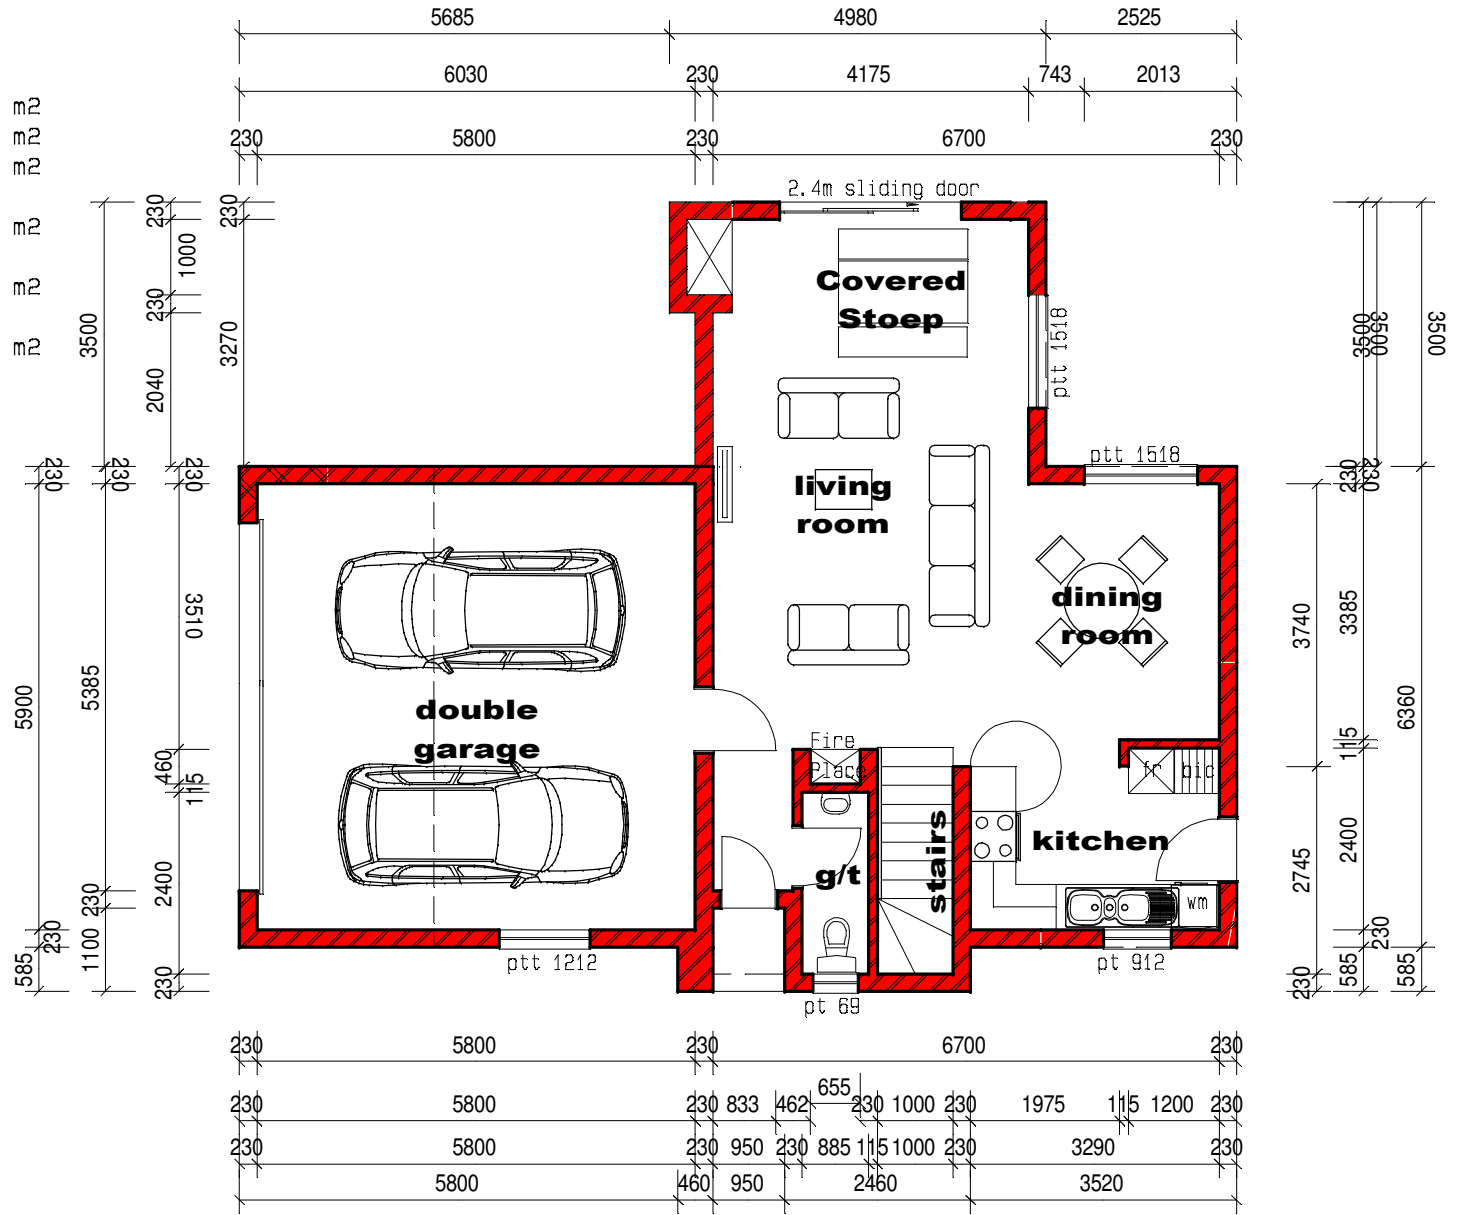 5685 4980 2525
6030 230 4175 743 2013
230 5800 230 6700 230
m2
m2
m2
m2
m2
m2
2.4m sliding door
3500
230
1000
230
2040
230
3270
Covered
Stoep
ptt 1518
3500
3500
3500
ptt 1518
230
230
230
230
230
living
room
dining
room
5900
5385
3510
3740
3385
6360
double
garage
Fire
Place
fr
bic
460
115
2400
230
1100
230
585
230
stairs
kitchen
g/t
wm
115
2400
2745
230
230
585
585
ptt 1212
pt 69
pt 912
230 5800 230 6700 230
655
230 5800 230 833 462 230 1000 230 1975 115 1200 230
230 5800 230 950 230 885 115 1000 230 3290 230
5800 460 950 2460 3520